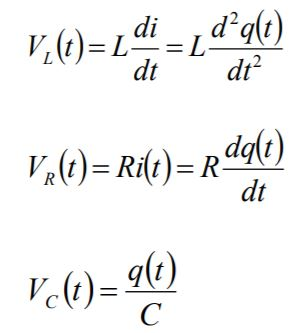 V_L(t) = L di/dt = L d²q(t)/dt²
V_R(t) = Ri(t) = R dq(t)/dt
V_C(t) = q(t)/C